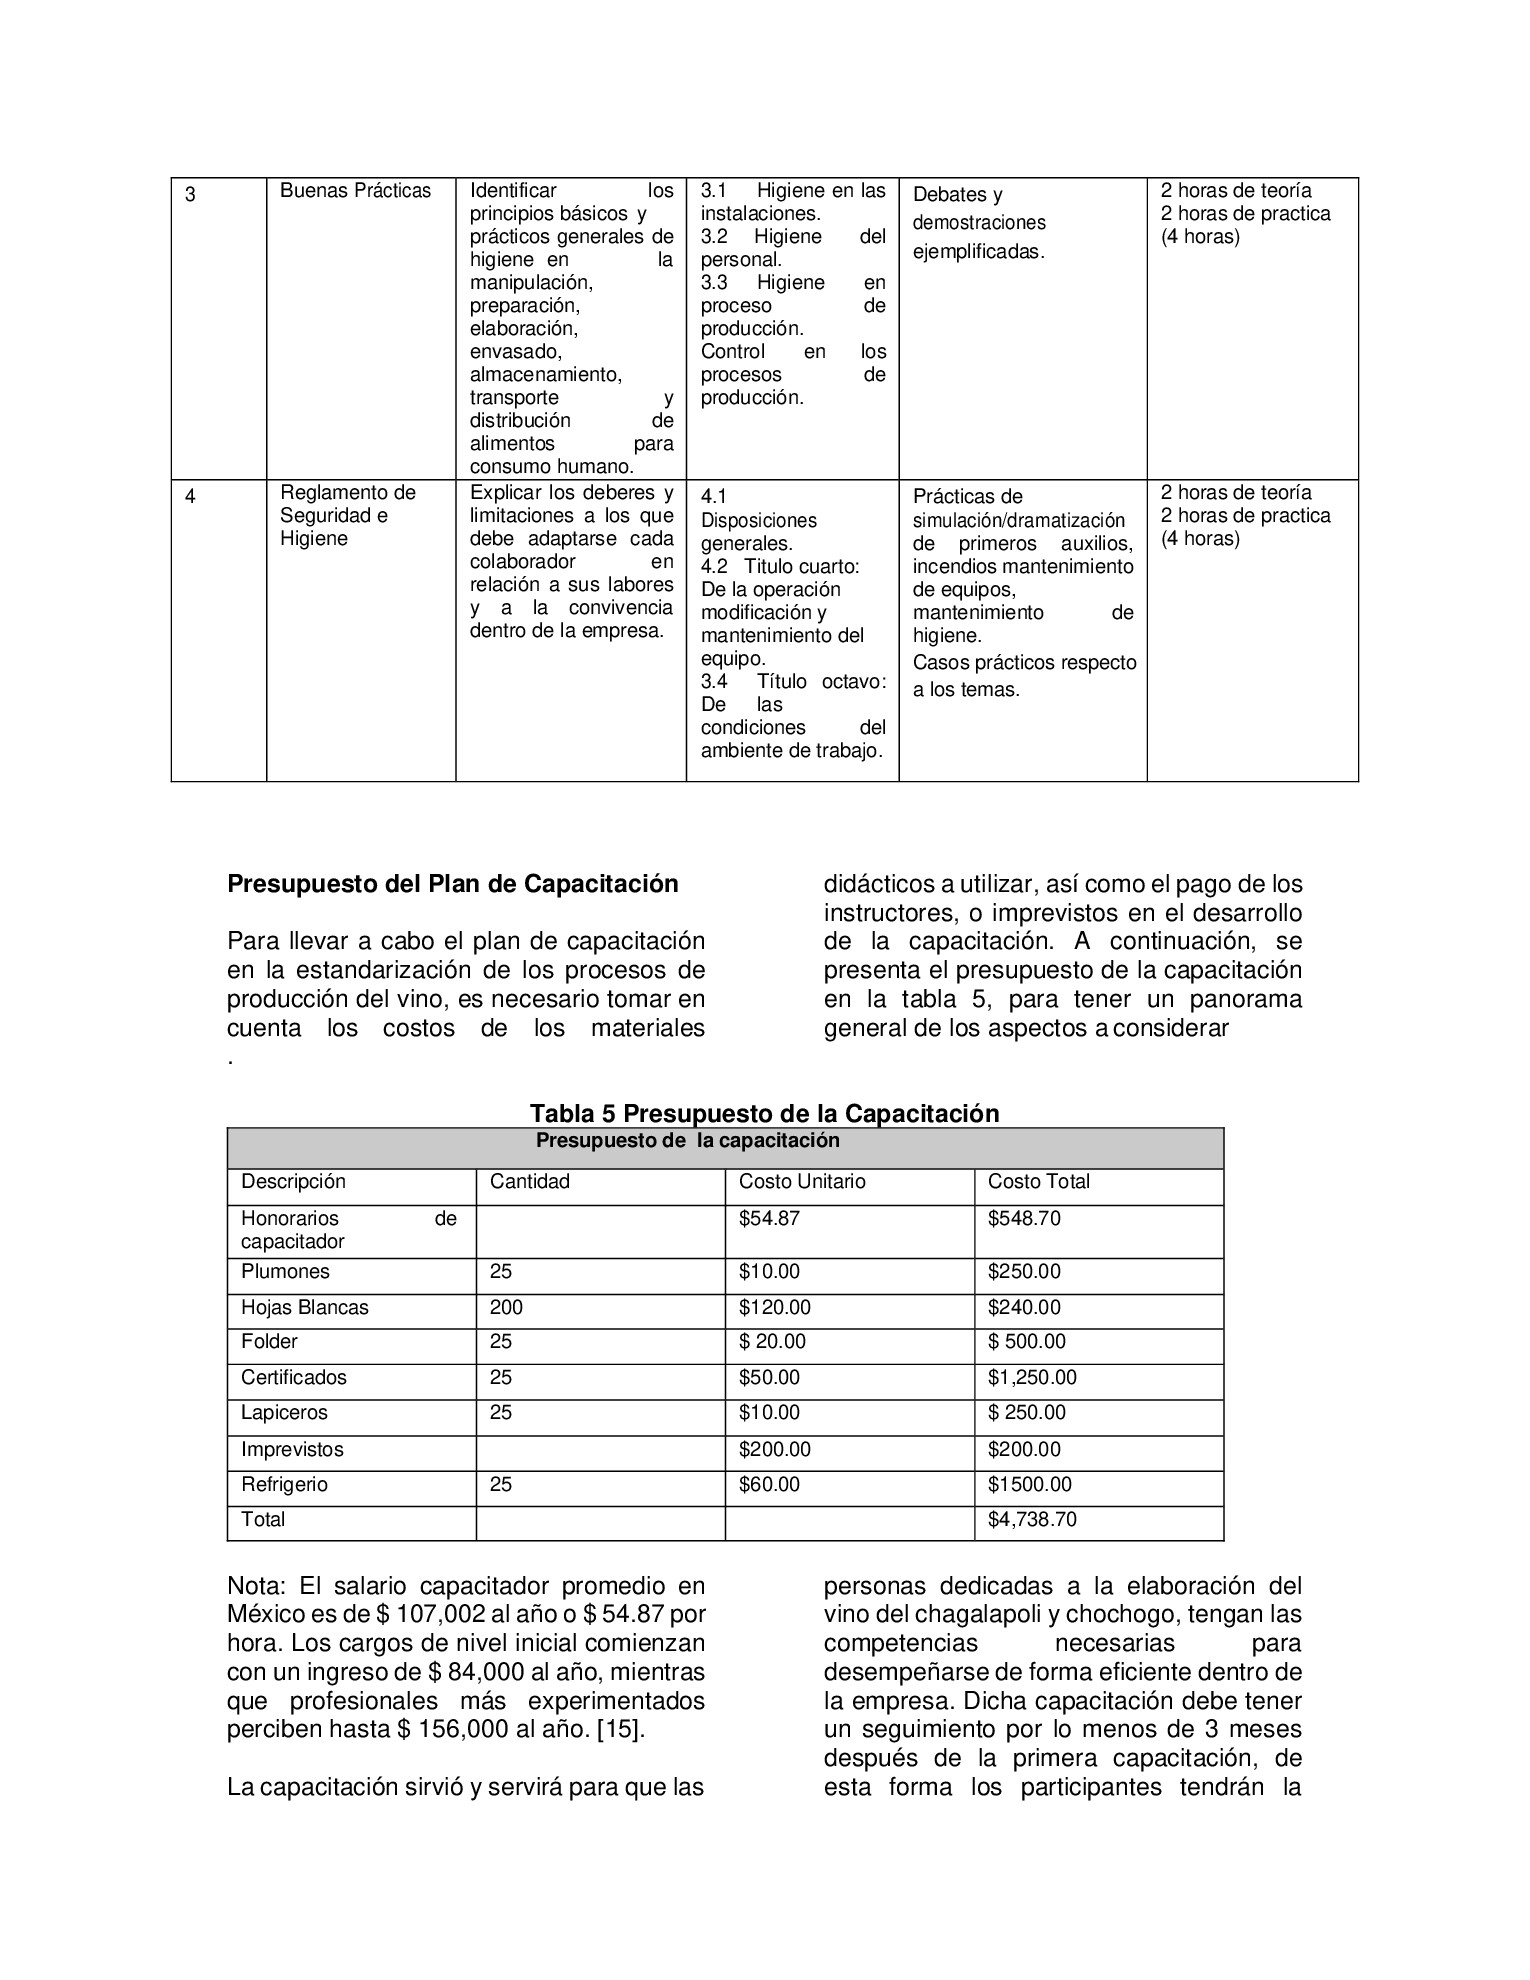 3
Buenas Prácticas
Identificar los
principios básicos y
prácticos generales de
higiene en la
manipulación,
preparación,
elaboración,
envasado,
almacenamiento,
transporte y
distribución de
alimentos para
consumo humano.
3.1 Higiene en las
instalaciones.
3.2 Higiene del
personal.
3.3 Higiene en
proceso de
producción.
Control en los
procesos de
producción.
Debates y
demostraciones
ejemplificadas.
2 horas de teoría
2 horas de practica
(4 horas)
4
Reglamento de
Seguridad e
Higiene
Explicar los deberes y
limitaciones a los que
debe adaptarse cada
colaborador en
relación a sus labores
y a la convivencia
dentro de la empresa.
4.1
Disposiciones
generales.
4.2 Titulo cuarto:
De la operación
modificación y
mantenimiento del
equipo.
3.4 Título octavo:
De las
condiciones del
ambiente de trabajo.
Prácticas de
simulación/dramatización
de primeros auxilios,
incendios mantenimiento
de equipos,
mantenimiento de
higiene.
Casos prácticos respecto
a los temas.
2 horas de teoría
2 horas de practica
(4 horas)
Presupuesto del Plan de Capacitación
Para llevar a cabo el plan de capacitación
en la estandarización de los procesos de
producción del vino, es necesario tomar en
cuenta los costos de los materiales
.
didácticos a utilizar, así como el pago de los
instructores, o imprevistos en el desarrollo
de la capacitación. A continuación, se
presenta el presupuesto de la capacitación
en la tabla 5, para tener un panorama
general de los aspectos a considerar
Tabla 5 Presupuesto de la Capacitación
Presupuesto de la capacitación
Descripción Cantidad Costo Unitario Costo Total
Honorarios de
capacitador
$54.87 $548.70
Plumones 25 $10.00 $250.00
Hojas Blancas 200 $120.00 $240.00
Folder 25 $ 20.00 $ 500.00
Certificados 25 $50.00 $1,250.00
Lapiceros 25 $10.00 $ 250.00
Imprevistos $200.00 $200.00
Refrigerio 25 $60.00 $1500.00
Total $4,738.70
Nota: El salario capacitador promedio en
México es de $ 107,002 al año o $ 54.87 por
hora. Los cargos de nivel inicial comienzan
con un ingreso de $ 84,000 al año, mientras
que profesionales más experimentados
perciben hasta $ 156,000 al año. [15].
La capacitación sirvió y servirá para que las
personas dedicadas a la elaboración del
vino del chagalapoli y chochogo, tengan las
competencias necesarias para
desempeñarse de forma eficiente dentro de
la empresa. Dicha capacitación debe tener
un seguimiento por lo menos de 3 meses
después de la primera capacitación, de
esta forma los participantes tendrán la